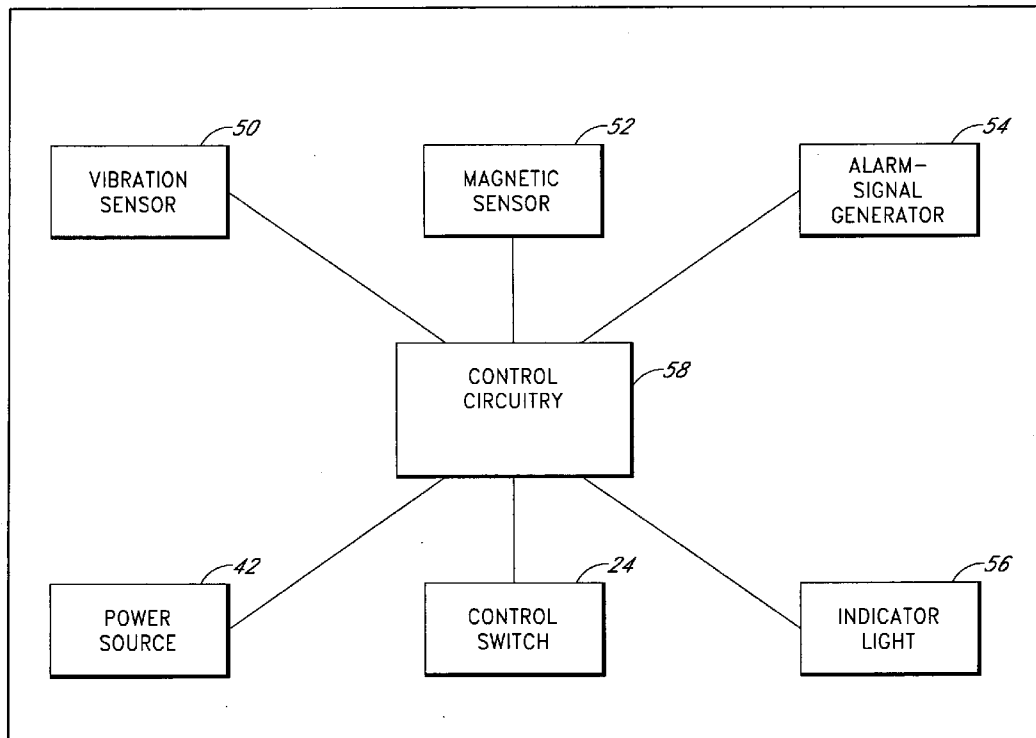 50
52
54
VIBRATION
SENSOR
MAGNETIC
SENSOR
ALARM—
SIGNAL
GENERATOR
58
CONTROL
CIRCUITRY
42
24
56
POWER
SOURCE
CONTROL
SWITCH
INDICATOR
LIGHT